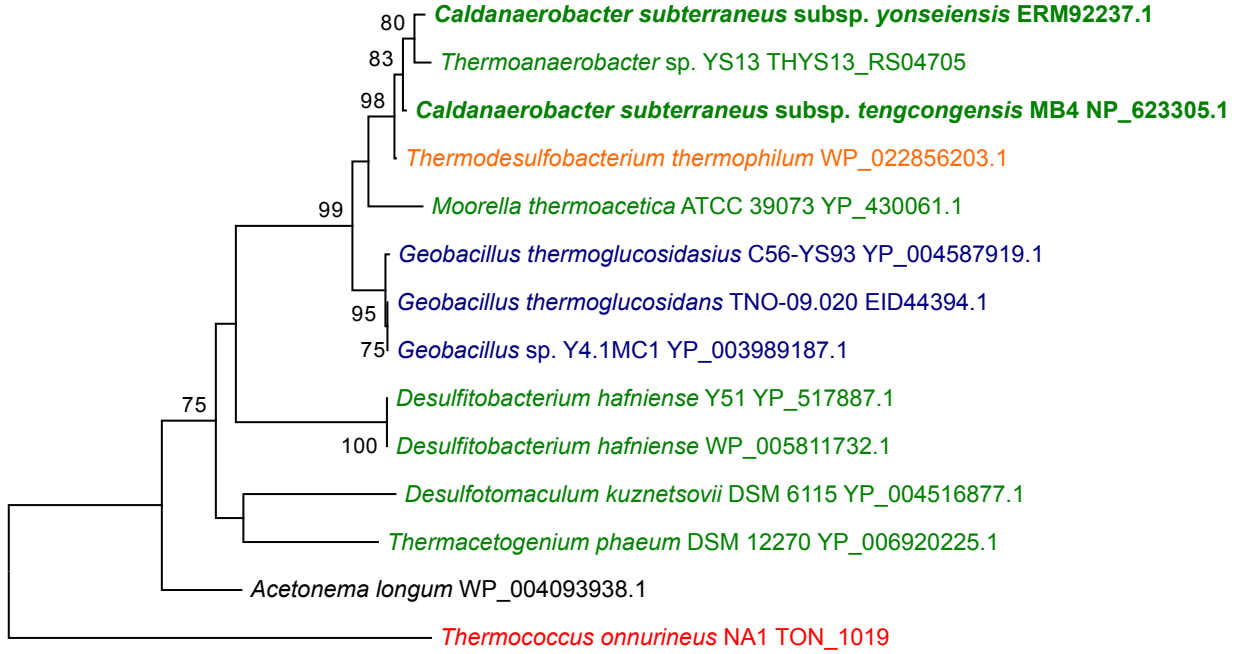 80
Caldanaerobacter subterraneus subsp. yonseiensis ERM92237.1
83
Thermoanaerobacter sp. YS13 THYS13_RS04705
98
Caldanaerobacter subterraneus subsp. tengcongensis MB4 NP_623305.1
Thermodesulfobacterium thermophilum WP_022856203.1
99
Moorella thermoacetica ATCC 39073 YP_430061.1
Geobacillus thermoglucosidasius C56-YS93 YP_004587919.1
95
Geobacillus thermoglucosidans TNO-09.020 EID44394.1
75
Geobacillus sp. Y4.1MC1 YP_003989187.1
75
Desulfitobacterium hafniense Y51 YP_517887.1
100
Desulfitobacterium hafniense WP_005811732.1
Desulfotomaculum kuznetsovii DSM 6115 YP_004516877.1
Thermacetogenium phaeum DSM 12270 YP_006920225.1
Acetonema longum WP_004093938.1
Thermococcus onnurineus NA1 TON_1019